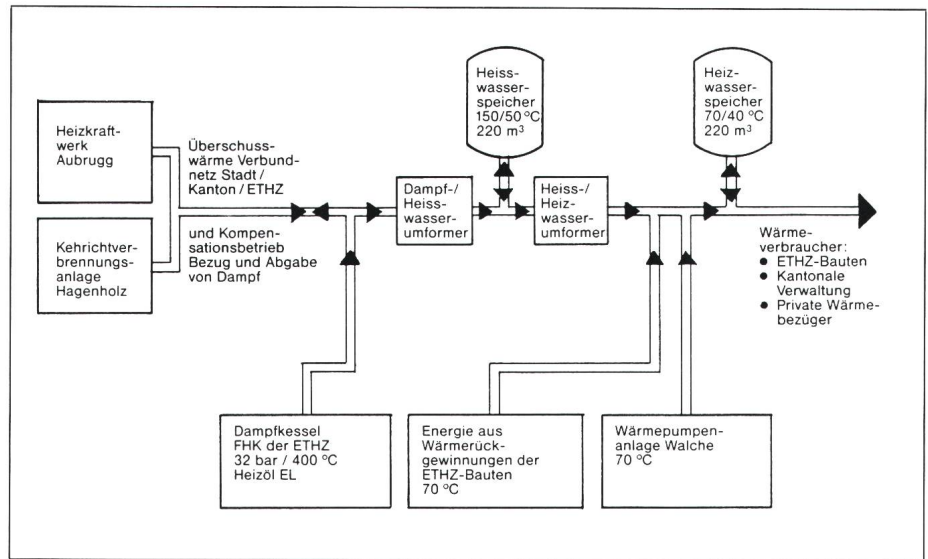 Heizkraft-
werk
Aubrugg
Kehrichtver-
brennungs-
anlage
Hagenholz
Überschuss-
wärme Verbund-
netz Stadt /
Kanton / ETHZ
und Kompen-
sationsbetrieb
Bezug und Abgabe
von Dampf
Dampf-/
Heiss-
wasser-
umformer
Heiss-
wasser-
speicher
150/50 °C
220 m³
Heiss-/
Heiz-
wasser-
umformer
Heiz-
wasser-
speicher
70/40 °C
220 m³
Wärme-
verbraucher:
● ETHZ-Bauten
● Kantonale
Verwaltung
● Private Wärme-
bezüger
Dampfkessel
FHK der ETHZ
32 bar / 400 °C
Heizöl EL
Energie aus
Wärmerück-
gewinnungen der
ETHZ-Bauten
70 °C
Wärmepumpen-
anlage Walche
70 °C